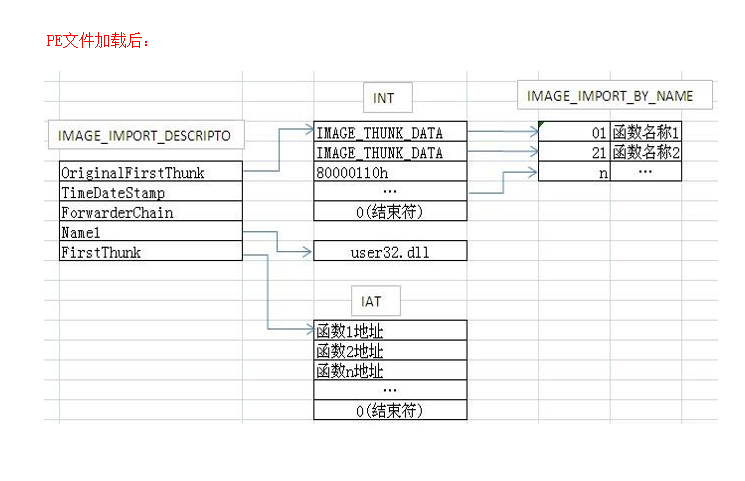 PE文件加载后：
INT
IMAGE_IMPORT_BY_NAME
IMAGE_IMPORT_DESCRIPTO
IMAGE_THUNK_DATA
01 函数名称1
IMAGE_THUNK_DATA
21 函数名称2
OriginalFirstThunk
80000110h
n …
TimeDateStamp
…
ForwarderChain
0(结束符)
Name1
FirstThunk
user32.dll
IAT
函数1地址
函数2地址
函数n地址
…
0(结束符)